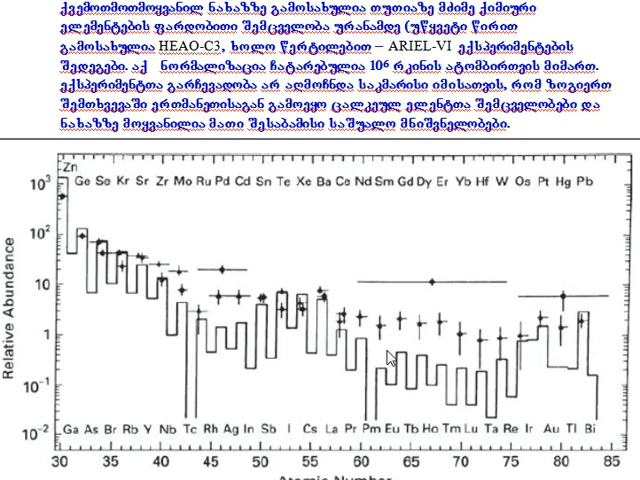 ქვემოთმოთმოყვანილ ნახაზზე გამოსახულია თუთიაზე მძიმე ქიმიური
ელემენტების ფარდობითი შემცველობა ურანამდე (უწყვეტი წირით
გამოსახულია HEAO-C3, ხოლო წერტილებით – ARIEL-VI ექსპერიმენტების
შედეგები. აქ ნორმალიზაცია ჩატარებულია 10⁶ რკინის ატომბირთვის მიმართ.
ექსპერიმენტთა გარჩევადობა არ აღმოჩნდა საკმარისი იმისათვის, რომ ზოგიერთ
შემთხვევაში ერთმანეთისაგან გამოეყო ცალკეულ ელენტთა შემცველობები და
ნახაზზე მოყვანილია მათი შესაბამისი საშუალო მნიშვნელობები.
Zn
Ge Se Kr Sr Zr Mo Ru Pd Cd Sn Te Xe Ba Ce Nd Sm Gd Dy Er Yb Hf W Os Pt Hg Pb
10³
10²
10
1
10⁻¹
10⁻²
Relative Abundance
Ga As Br Rb Y Nb Tc Rh Ag In Sb I Cs La Pr Pm Eu Tb Ho Tm Lu Ta Re Ir Au Tl Bi
30 35 40 45 50 55 60 65 70 75 80 85
Atomic Number